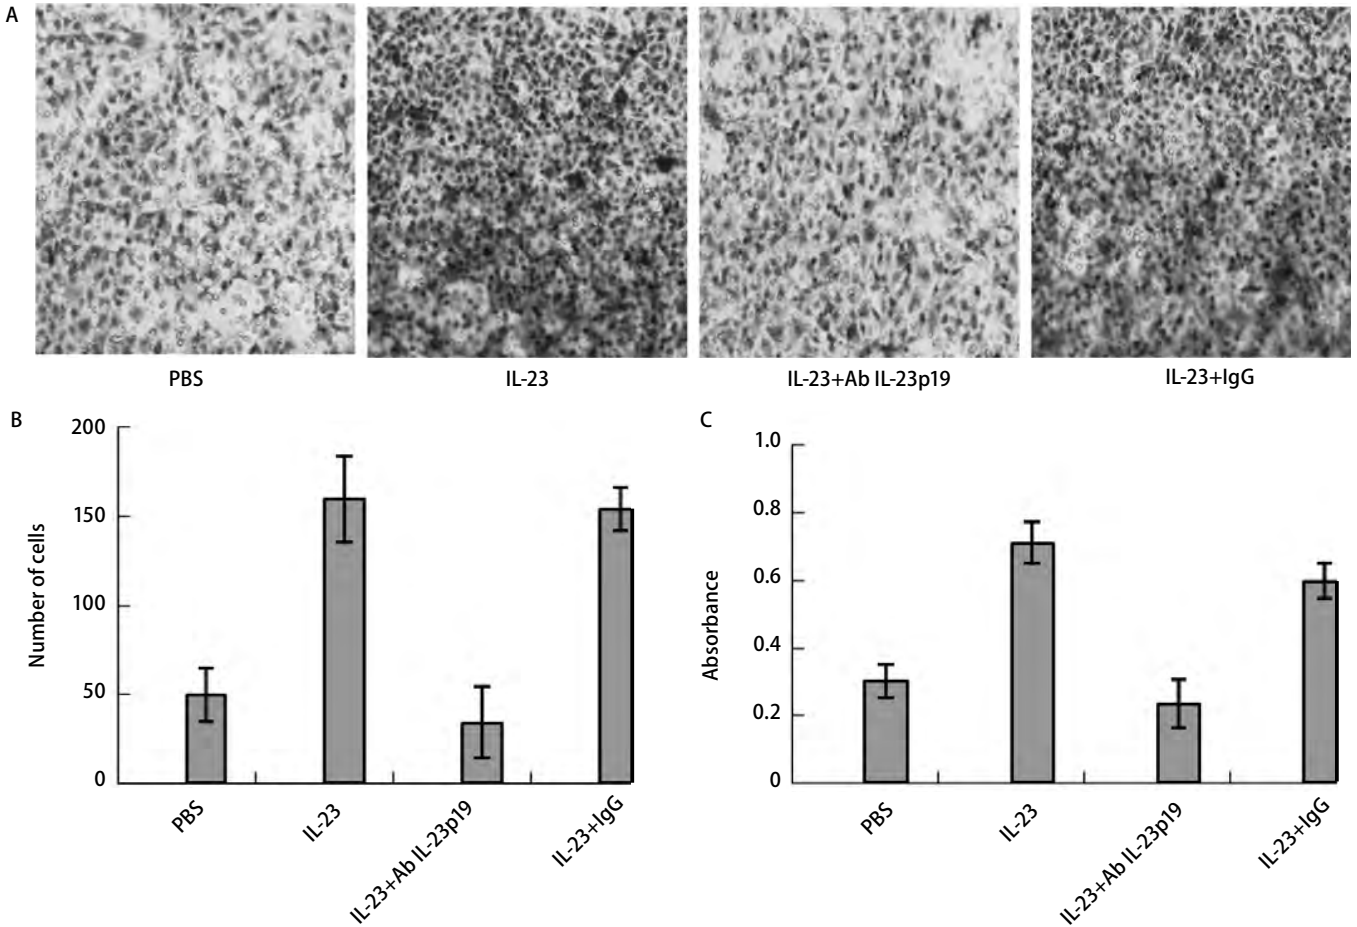 A
PBS
IL-23
IL-23+Ab IL-23p19
IL-23+IgG
B
200
150
100
50
0
Number of cells
PBS
IL-23
IL-23+Ab IL-23p19
IL-23+IgG
C
1.0
0.8
0.6
0.4
0.2
0
Absorbance
PBS
IL-23
IL-23+Ab IL-23p19
IL-23+IgG